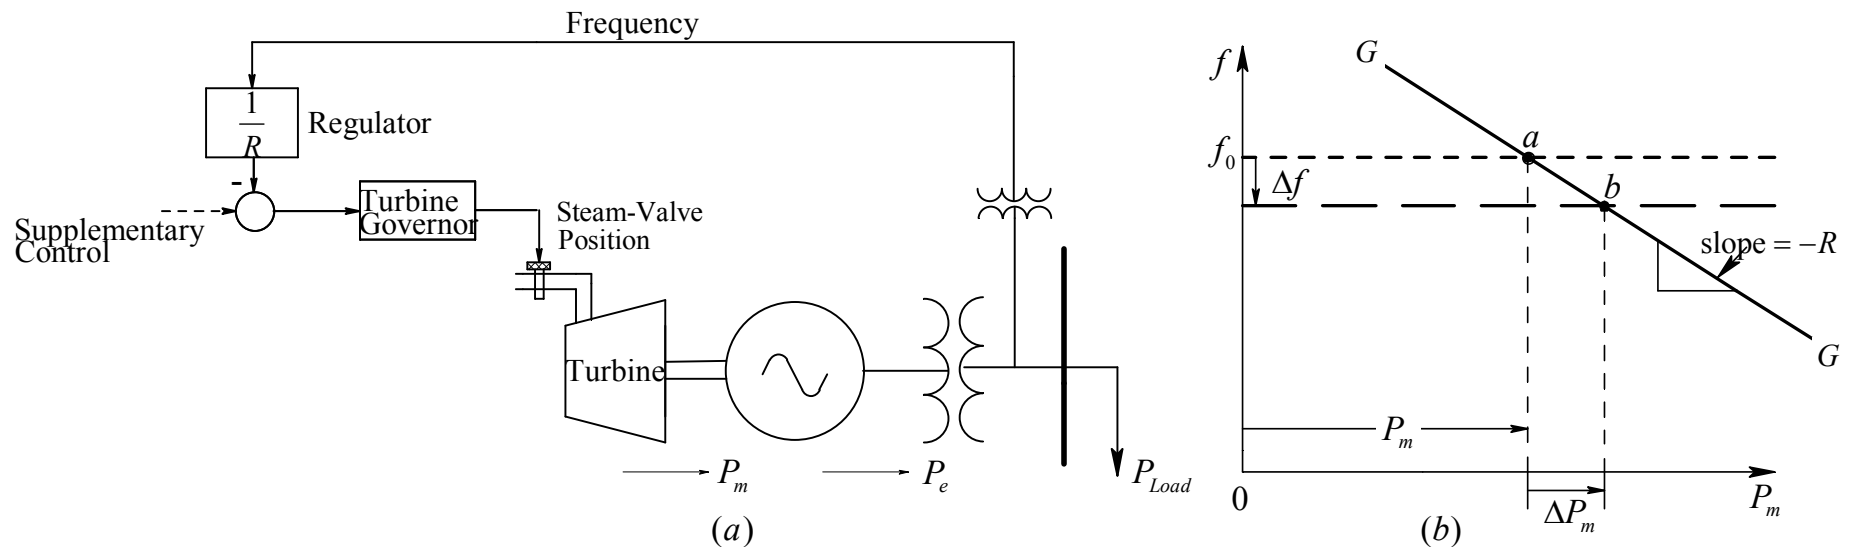 Frequency
1
R
Regulator
-
Supplementary
Control
Turbine
Governor
Steam-Valve
Position
Turbine
P_m
P_e
P_Load
(a)
f
G
f_0
a
Δf
b
slope = −R
G
P_m
0
ΔP_m
P_m
(b)